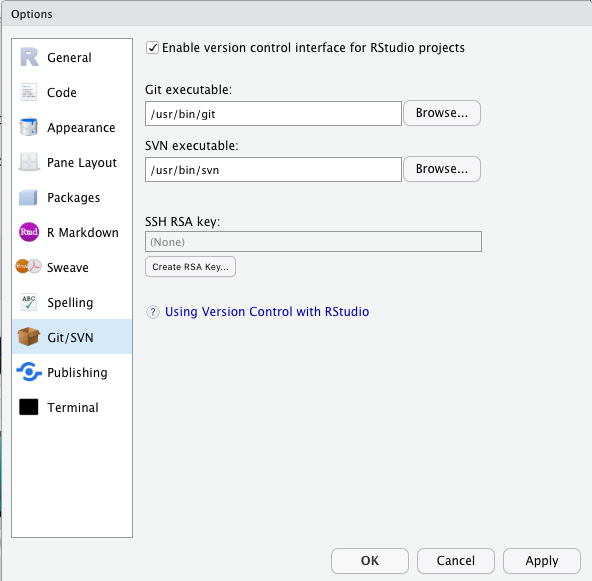 Options
General
Code
Appearance
Pane Layout
Packages
Rmd
R Markdown
Sweave
ABC
Spelling
Git/SVN
Publishing
Terminal
Enable version control interface for RStudio projects
Git executable:
/usr/bin/git
Browse...
SVN executable:
/usr/bin/svn
Browse...
SSH RSA key:
(None)
Create RSA Key...
? Using Version Control with RStudio
OK
Cancel
Apply